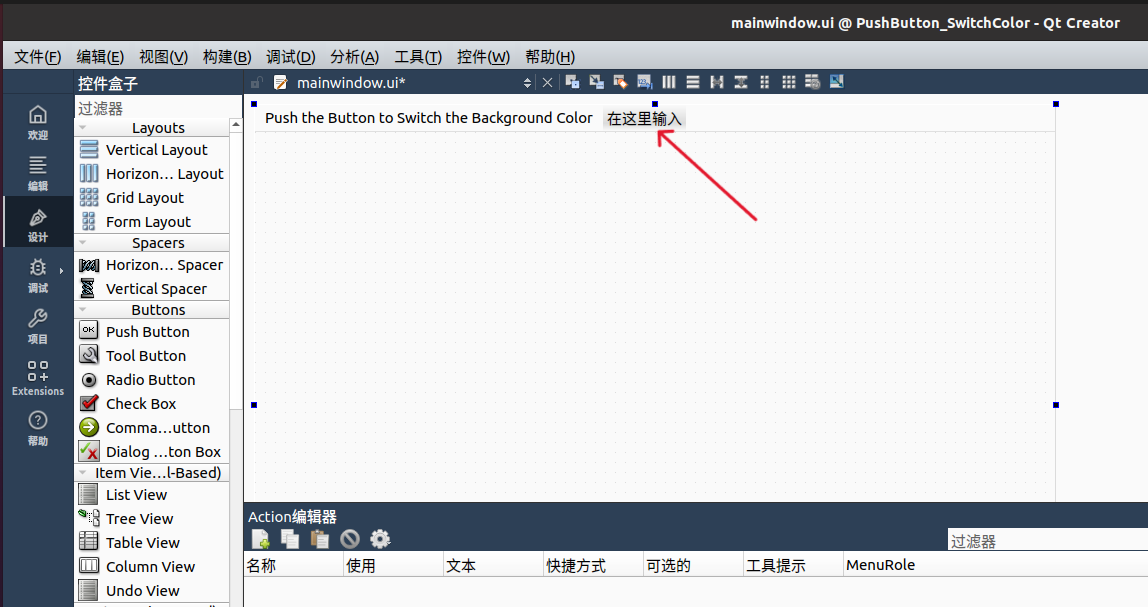 mainwindow.ui @ PushButton_SwitchColor - Qt Creator
文件(F) 编辑(E) 视图(V) 构建(B) 调试(D) 分析(A) 工具(T) 控件(W) 帮助(H)
控件盒子
mainwindow.ui*
过滤器
Push the Button to Switch the Background Color 在这里输入
Layouts
Vertical Layout
Horizon... Layout
Grid Layout
Form Layout
Spacers
Horizon... Spacer
Vertical Spacer
Buttons
OK Push Button
Tool Button
Radio Button
Check Box
Comma...utton
Dialog ...ton Box
Item Vie...l-Based)
List View
Tree View
Table View
Column View
Undo View
欢迎
编辑
设计
调试
项目
Extensions
帮助
Action编辑器
过滤器
名称 使用 文本 快捷方式 可选的 工具提示 MenuRole